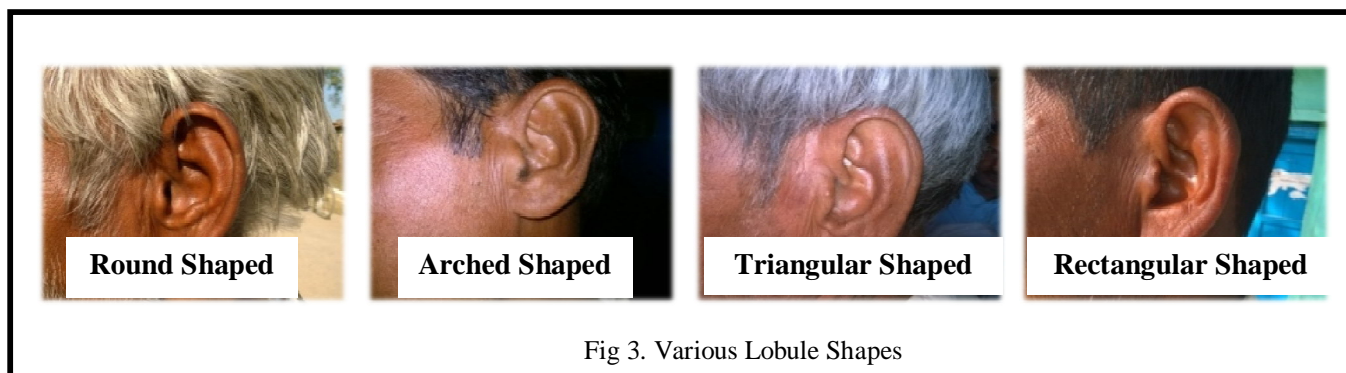 Round Shaped
Arched Shaped
Triangular Shaped
Rectangular Shaped
Fig 3. Various Lobule Shapes